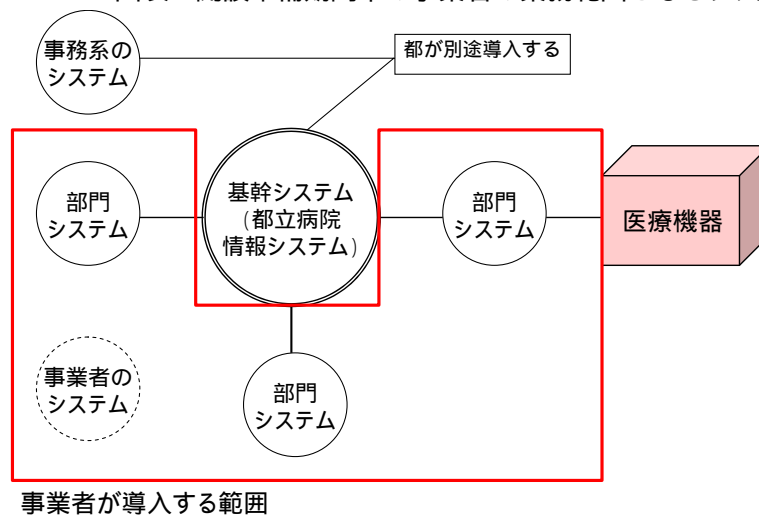 事務系の
システム
都が別途導入する
部門
システム
基幹システム
(都立病院
情報システム)
部門
システム
医療機器
事業者の
システム
部門
システム
事業者が導入する範囲